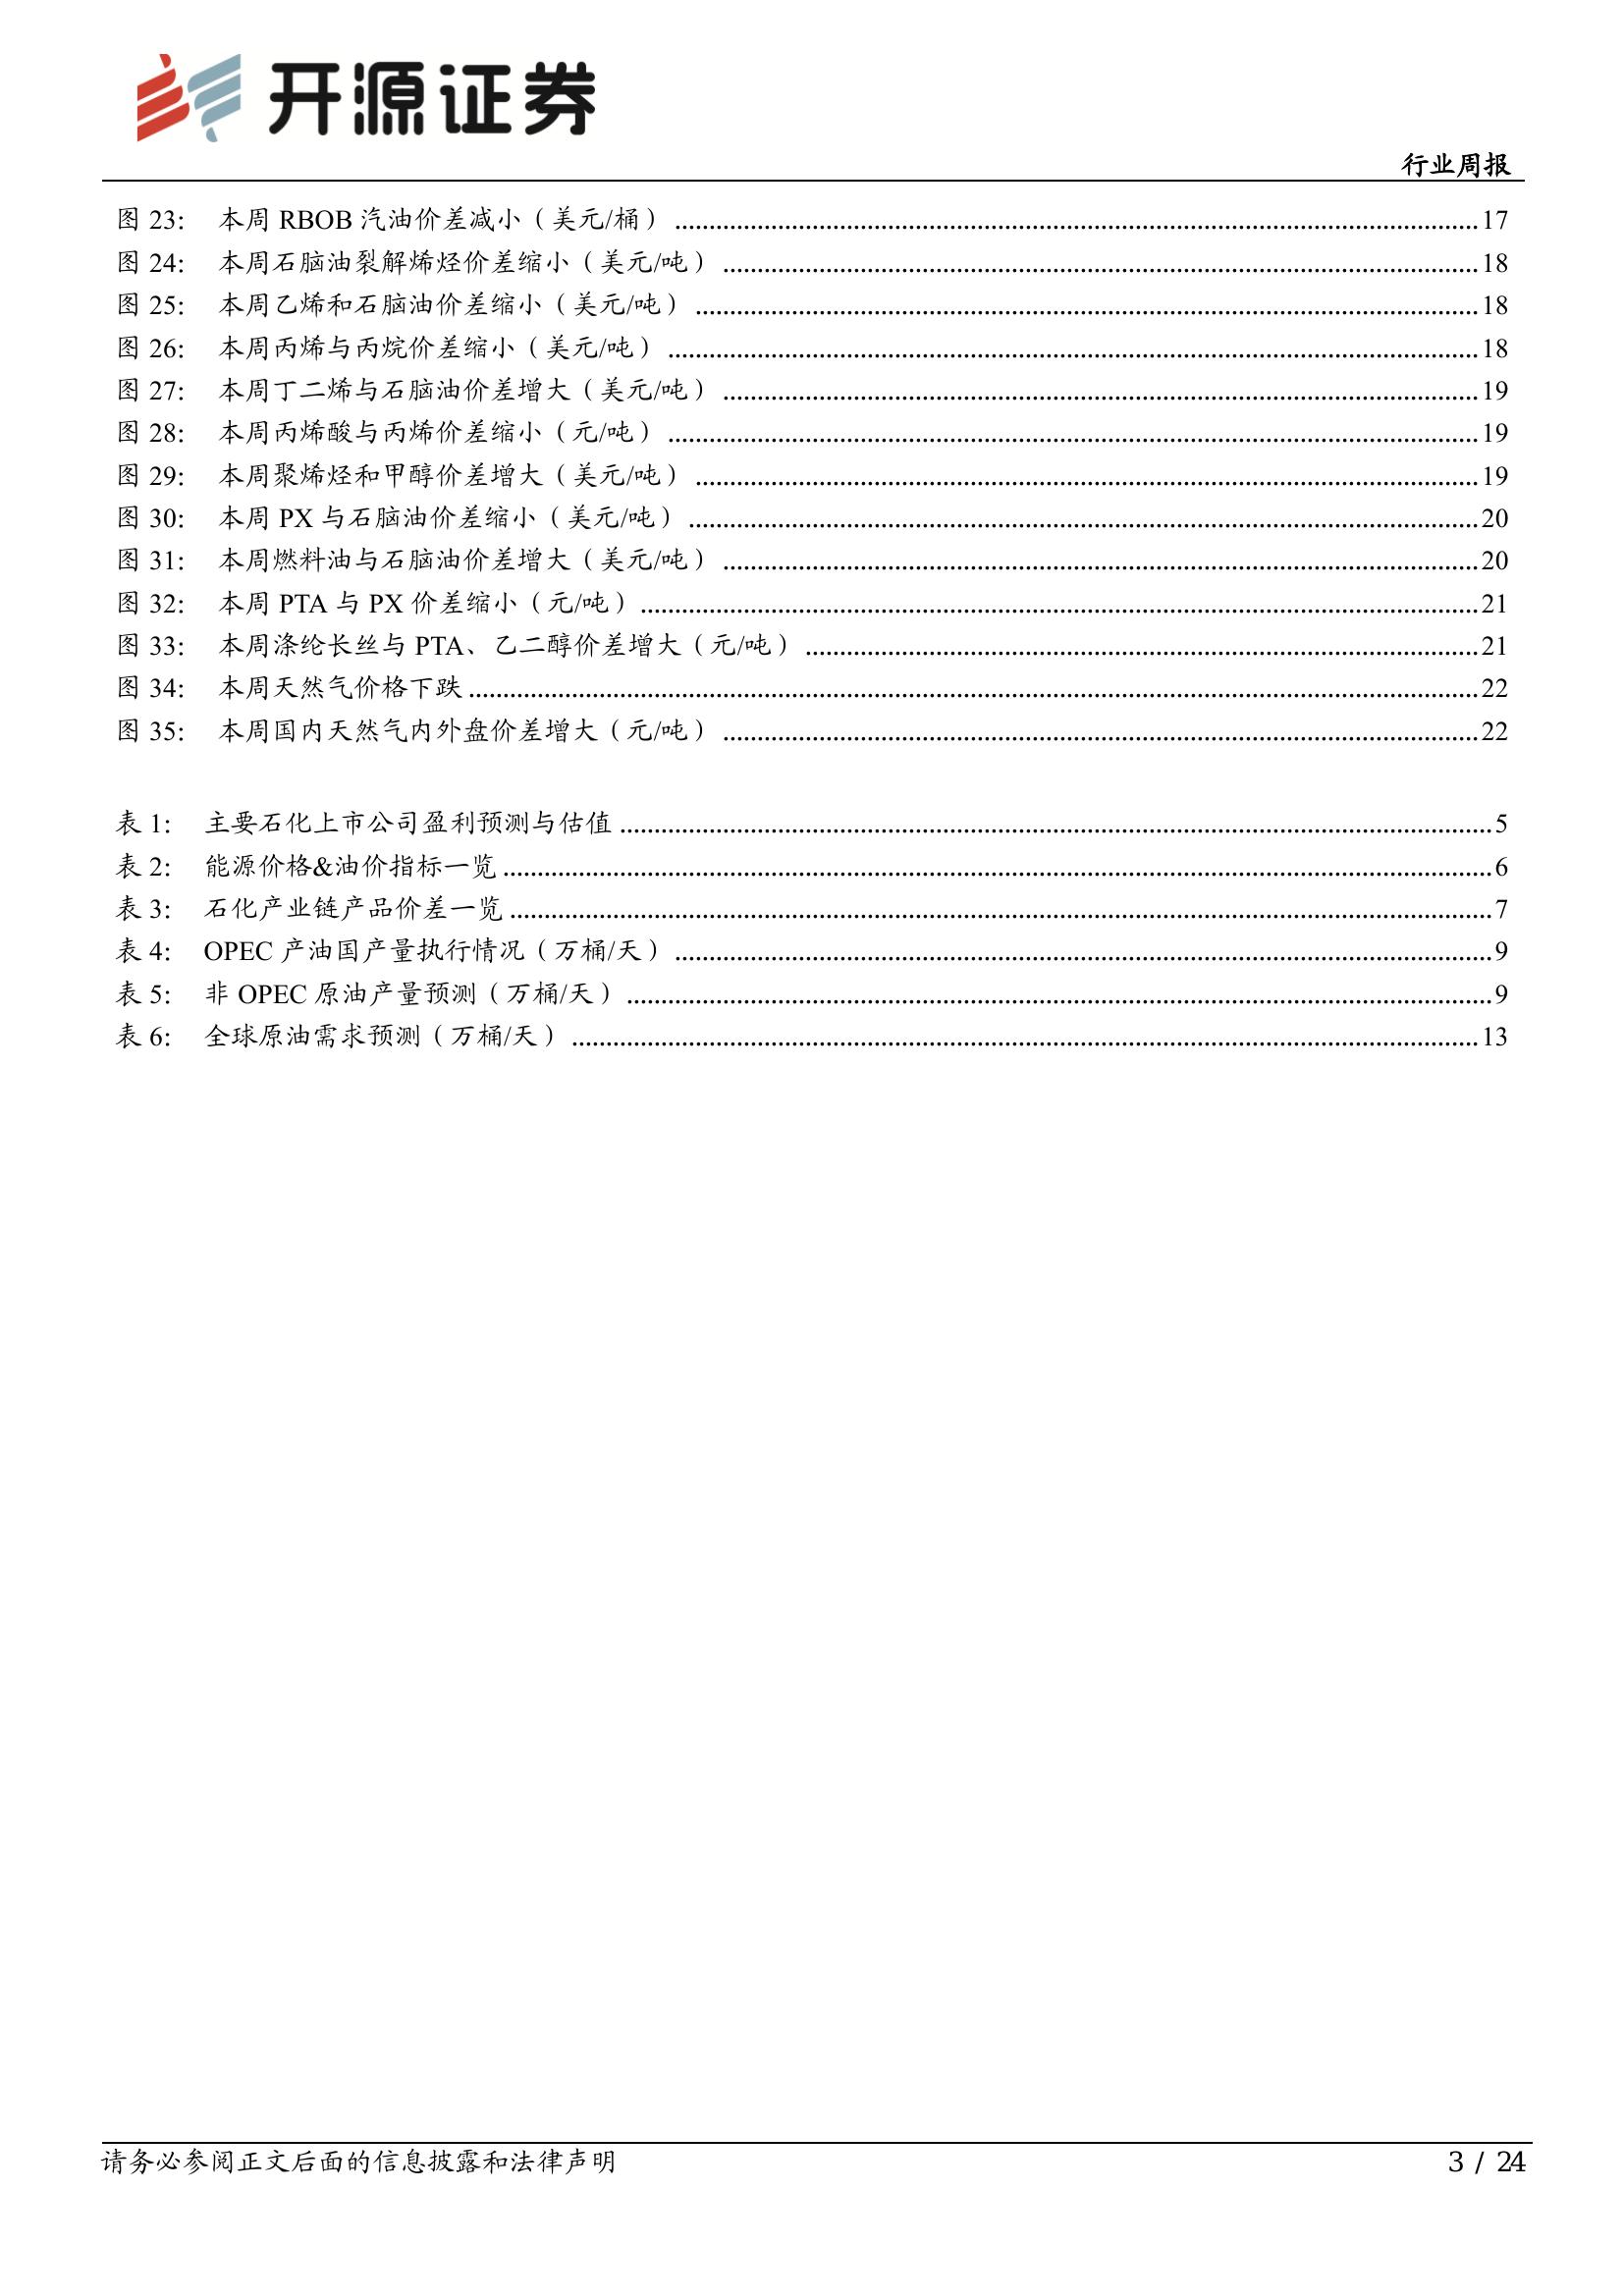 开源证券
行业周报
图 23: 本周 RBOB 汽油价差减小（美元/桶） ........ 17
图 24: 本周石脑油裂解烯烃价差缩小（美元/吨） ........ 18
图 25: 本周乙烯和石脑油价差缩小（美元/吨） ........ 18
图 26: 本周丙烯与丙烷价差缩小（美元/吨） ........ 18
图 27: 本周丁二烯与石脑油价差增大（美元/吨） ........ 19
图 28: 本周丙烯酸与丙烯价差缩小（元/吨） ........ 19
图 29: 本周聚烯烃和甲醇价差增大（美元/吨） ........ 19
图 30: 本周 PX 与石脑油价差缩小（美元/吨） ........ 20
图 31: 本周燃料油与石脑油价差增大（美元/吨） ........ 20
图 32: 本周 PTA 与 PX 价差缩小（元/吨） ........ 21
图 33: 本周涤纶长丝与 PTA、乙二醇价差增大（元/吨） ........ 21
图 34: 本周天然气价格下跌 ........ 22
图 35: 本周国内天然气内外盘价差增大（元/吨） ........ 22
表 1: 主要石化上市公司盈利预测与估值 ........ 5
表 2: 能源价格&油价指标一览 ........ 6
表 3: 石化产业链产品价差一览 ........ 7
表 4: OPEC 产油国产量执行情况（万桶/天） ........ 9
表 5: 非 OPEC 原油产量预测（万桶/天） ........ 9
表 6: 全球原油需求预测（万桶/天） ........ 13
请务必参阅正文后面的信息披露和法律声明
3 / 24